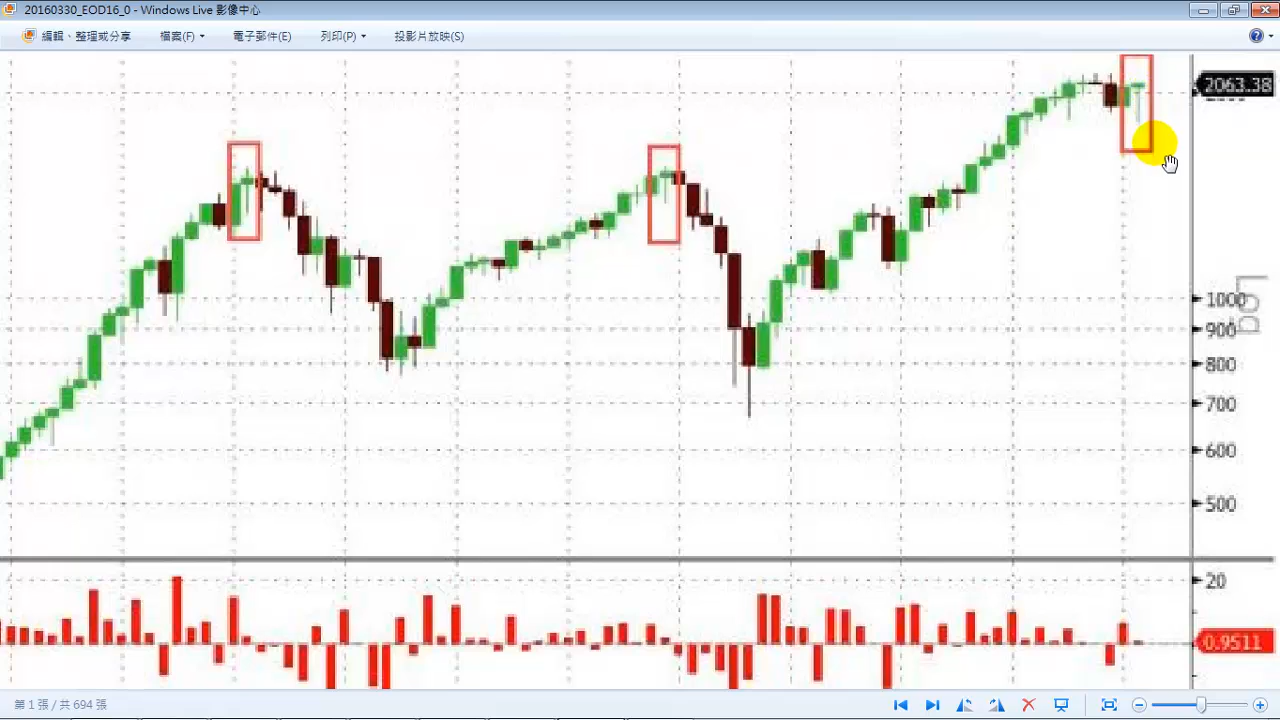 20160330_EOD16_0 - Windows Live 影像中心
編輯、整理或分享 檔案(F) 電子郵件(E) 列印(P) 投影片放映(S)
2063.38
1000
900
800
700
600
500
Log
20
0.9511
第 1 張 / 共 694 張